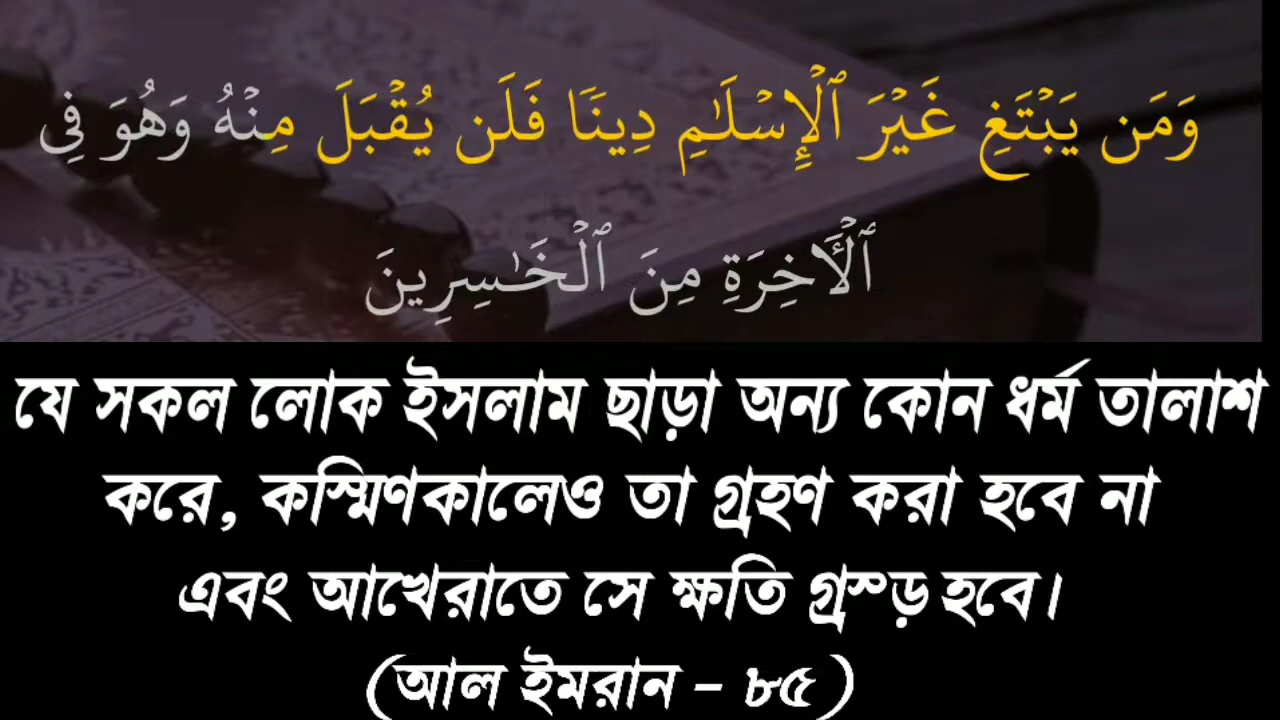 وَمَن يَبْتَغِ غَيْرَ ٱلْإِسْلَٰمِ دِينًا فَلَن يُقْبَلَ مِنْهُ وَهُوَ فِى
ٱلْأَخِرَةِ مِنَ ٱلْخَٰسِرِينَ
যে সকল লোক ইসলাম ছাড়া অন্য কোন ধর্ম তালাশ
করে, কস্মিণকালেও তা গ্রহণ করা হবে না
এবং আখেরাতে সে ক্ষতি গ্রস্ড় হবে।
(আল ইমরান - ৮৫ )